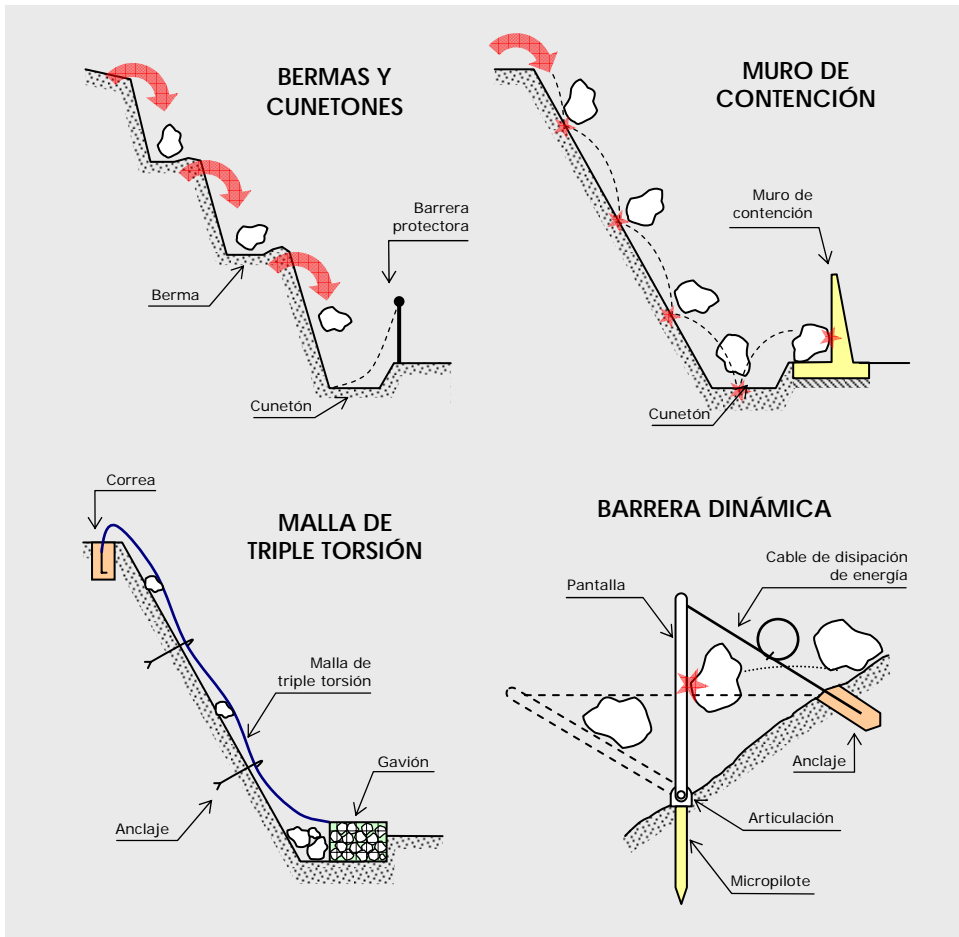 BERMAS Y
CUNETONES
Barrera
protectora
Berma
Cunetón
MURO DE
CONTENCIÓN
Muro de
contención
Cunetón
Correa
MALLA DE
TRIPLE TORSIÓN
Malla de
triple torsión
Gavión
Anclaje
BARRERA DINÁMICA
Cable de disipación
de energía
Pantalla
Anclaje
Articulación
Micropilote